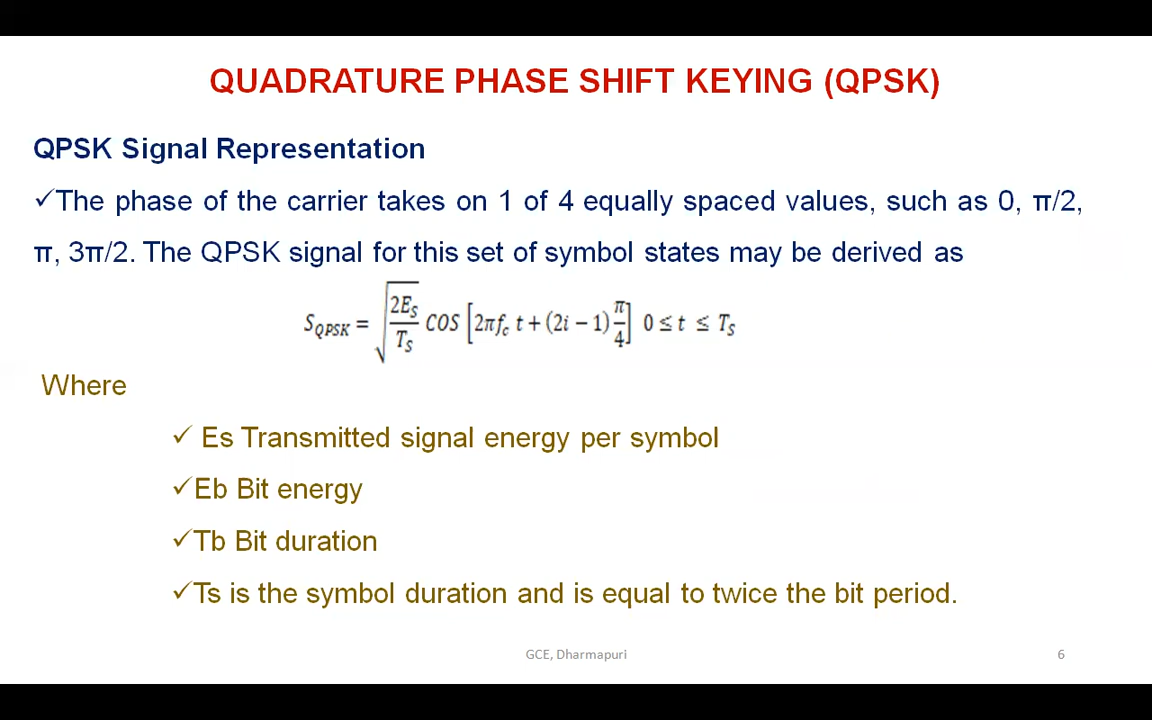 QUADRATURE PHASE SHIFT KEYING (QPSK)
QPSK Signal Representation
✓The phase of the carrier takes on 1 of 4 equally spaced values, such as 0, π/2,
π, 3π/2. The QPSK signal for this set of symbol states may be derived as
S_QPSK = √(2E_S/T_S) COS [2πf_c t + (2i − 1) π/4] 0 ≤ t ≤ T_S
Where
✓ Es Transmitted signal energy per symbol
✓Eb Bit energy
✓Tb Bit duration
✓Ts is the symbol duration and is equal to twice the bit period.
GCE, Dharmapuri 6